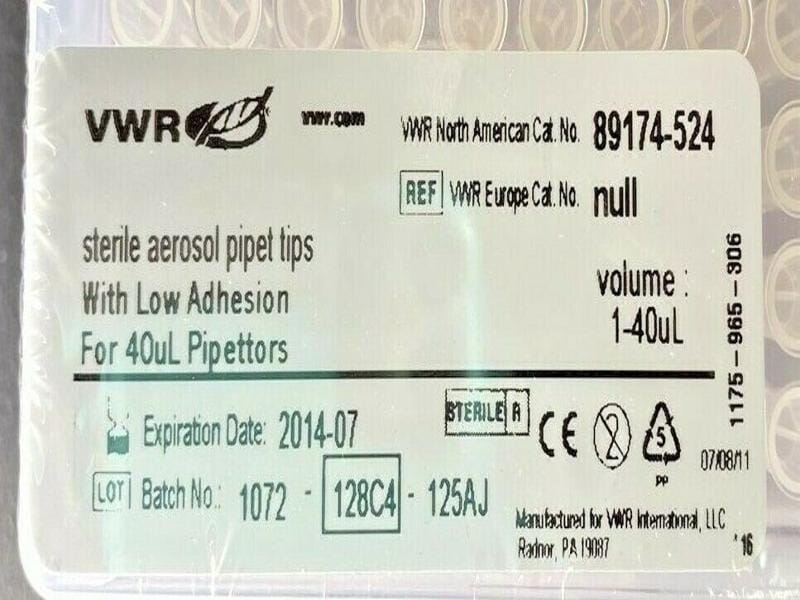 VWR vwr.com
VWR North American Cat. No. 89174-524
REF VWR Europe Cat. No. null
sterile aerosol pipet tips
With Low Adhesion
For 40uL Pipettors
volume :
1-40uL
1175-965-306
Expiration Date: 2014-07
LOT Batch No.: 1072 - 128C4 - 125AJ
STERILE R
CE 2 5
PP
07/08/11
Manufactured for VWR International, LLC
Radnor, PA 19087
*16